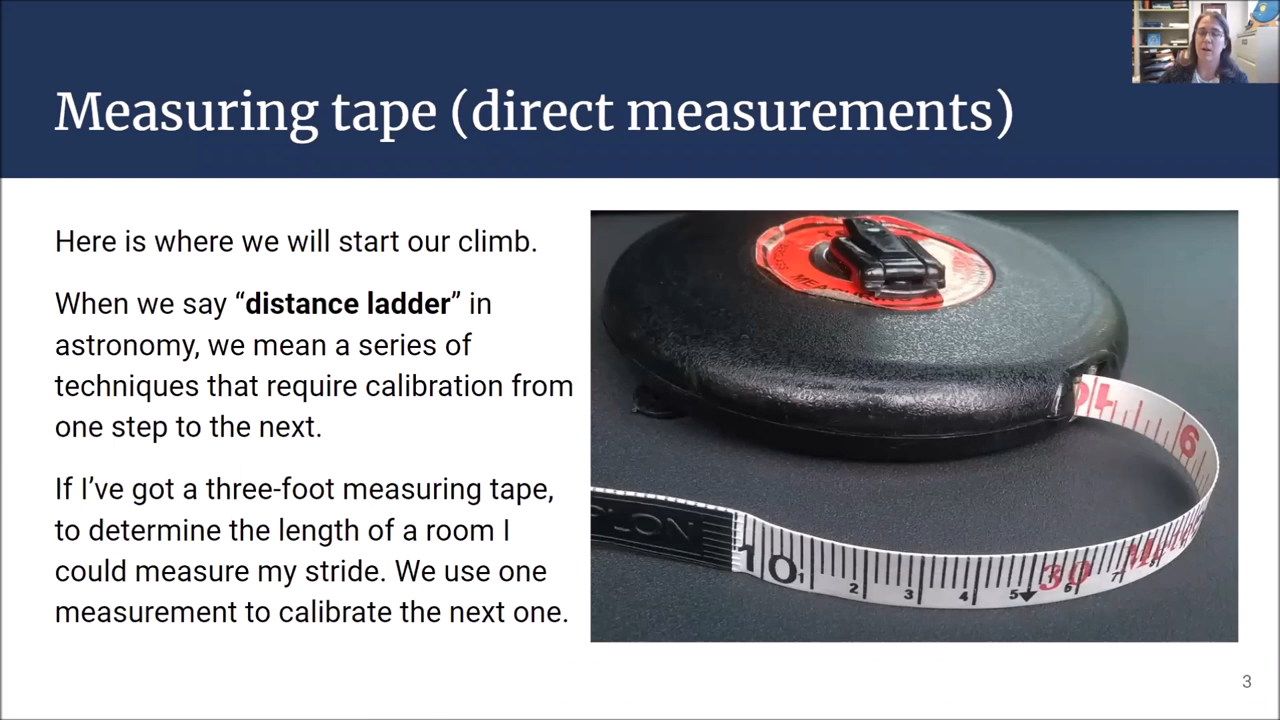 Measuring tape (direct measurements)
Here is where we will start our climb.
When we say “distance ladder” in
astronomy, we mean a series of
techniques that require calibration from
one step to the next.
If I’ve got a three-foot measuring tape,
to determine the length of a room I
could measure my stride. We use one
measurement to calibrate the next one.
6
10 1 2 3 4 5 30 6 7 8
3